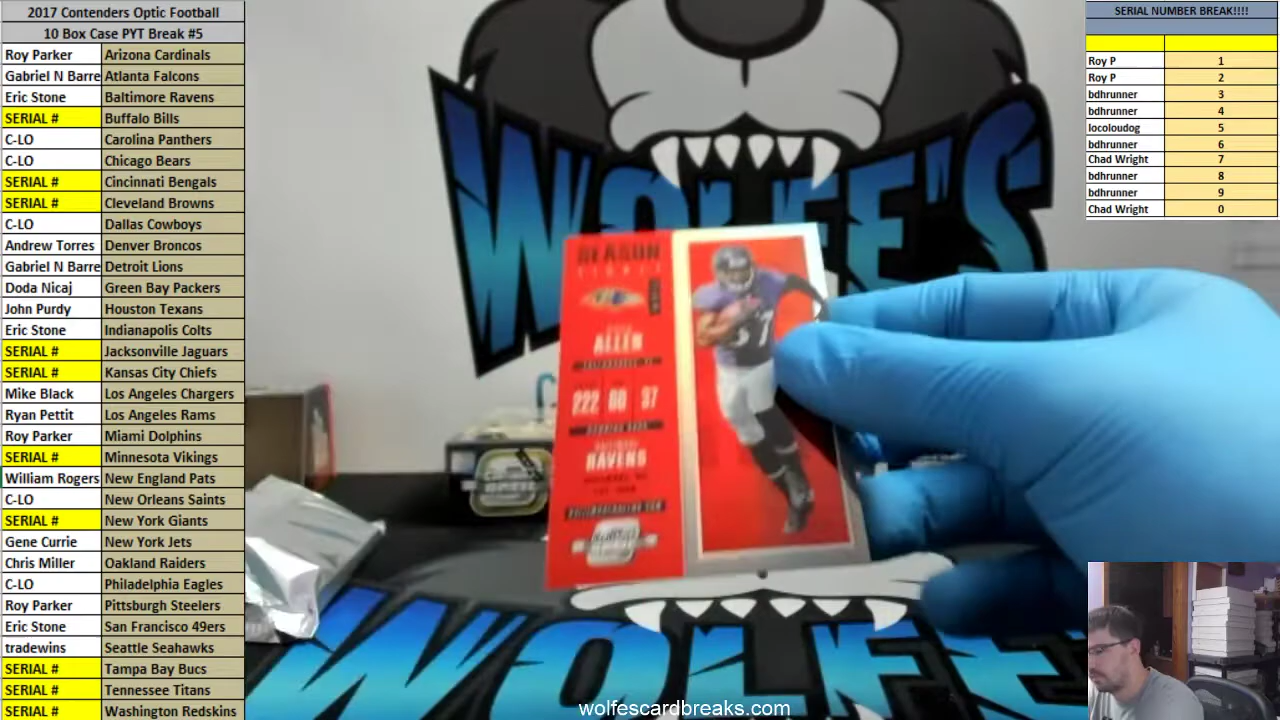 2017 Contenders Optic Football
10 Box Case PYT Break #5
Roy Parker Arizona Cardinals
Gabriel N Barre Atlanta Falcons
Eric Stone Baltimore Ravens
SERIAL # Buffalo Bills
C-LO Carolina Panthers
C-LO Chicago Bears
SERIAL # Cincinnati Bengals
SERIAL # Cleveland Browns
C-LO Dallas Cowboys
Andrew Torres Denver Broncos
Gabriel N Barre Detroit Lions
Doda Nicaj Green Bay Packers
John Purdy Houston Texans
Eric Stone Indianapolis Colts
SERIAL # Jacksonville Jaguars
SERIAL # Kansas City Chiefs
Mike Black Los Angeles Chargers
Ryan Pettit Los Angeles Rams
Roy Parker Miami Dolphins
SERIAL # Minnesota Vikings
William Rogers New England Pats
C-LO New Orleans Saints
SERIAL # New York Giants
Gene Currie New York Jets
Chris Miller Oakland Raiders
C-LO Philadelphia Eagles
Roy Parker Pittsburgh Steelers
Eric Stone San Francisco 49ers
tradewins Seattle Seahawks
SERIAL # Tampa Bay Bucs
SERIAL # Tennessee Titans
SERIAL # Washington Redskins
WOLFE'S
SEASON
ALLEN
222 37
RAVENS
37
WOLFE
wolfescardbreaks.com
SERIAL NUMBER BREAK!!!!
Roy P 1
Roy P 2
bdhrunner 3
bdhrunner 4
locoloudog 5
bdhrunner 6
Chad Wright 7
bdhrunner 8
bdhrunner 9
Chad Wright 0